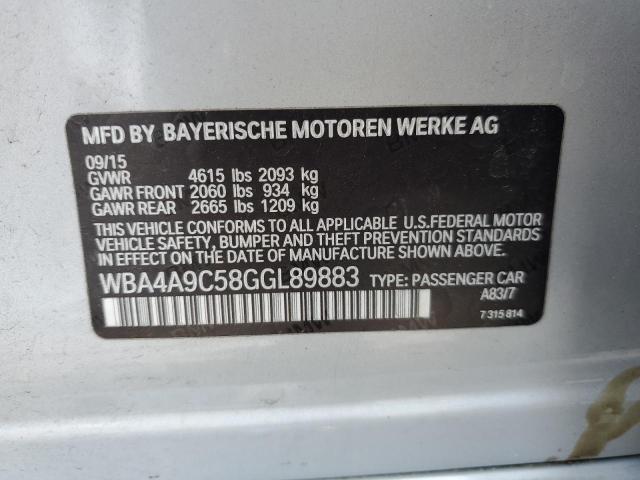 MFD BY BAYERISCHE MOTOREN WERKE AG
09/15
GVWR 4615 lbs 2093 kg
GAWR FRONT 2060 lbs 934 kg
GAWR REAR 2665 lbs 1209 kg
THIS VEHICLE CONFORMS TO ALL APPLICABLE U.S.FEDERAL MOTOR
VEHICLE SAFETY, BUMPER AND THEFT PREVENTION STANDARDS
IN EFFECT ON THE DATE OF MANUFACTURE SHOWN ABOVE.
WBA4A9C58GGL89883 TYPE: PASSENGER CAR
A83/7
7 315 814